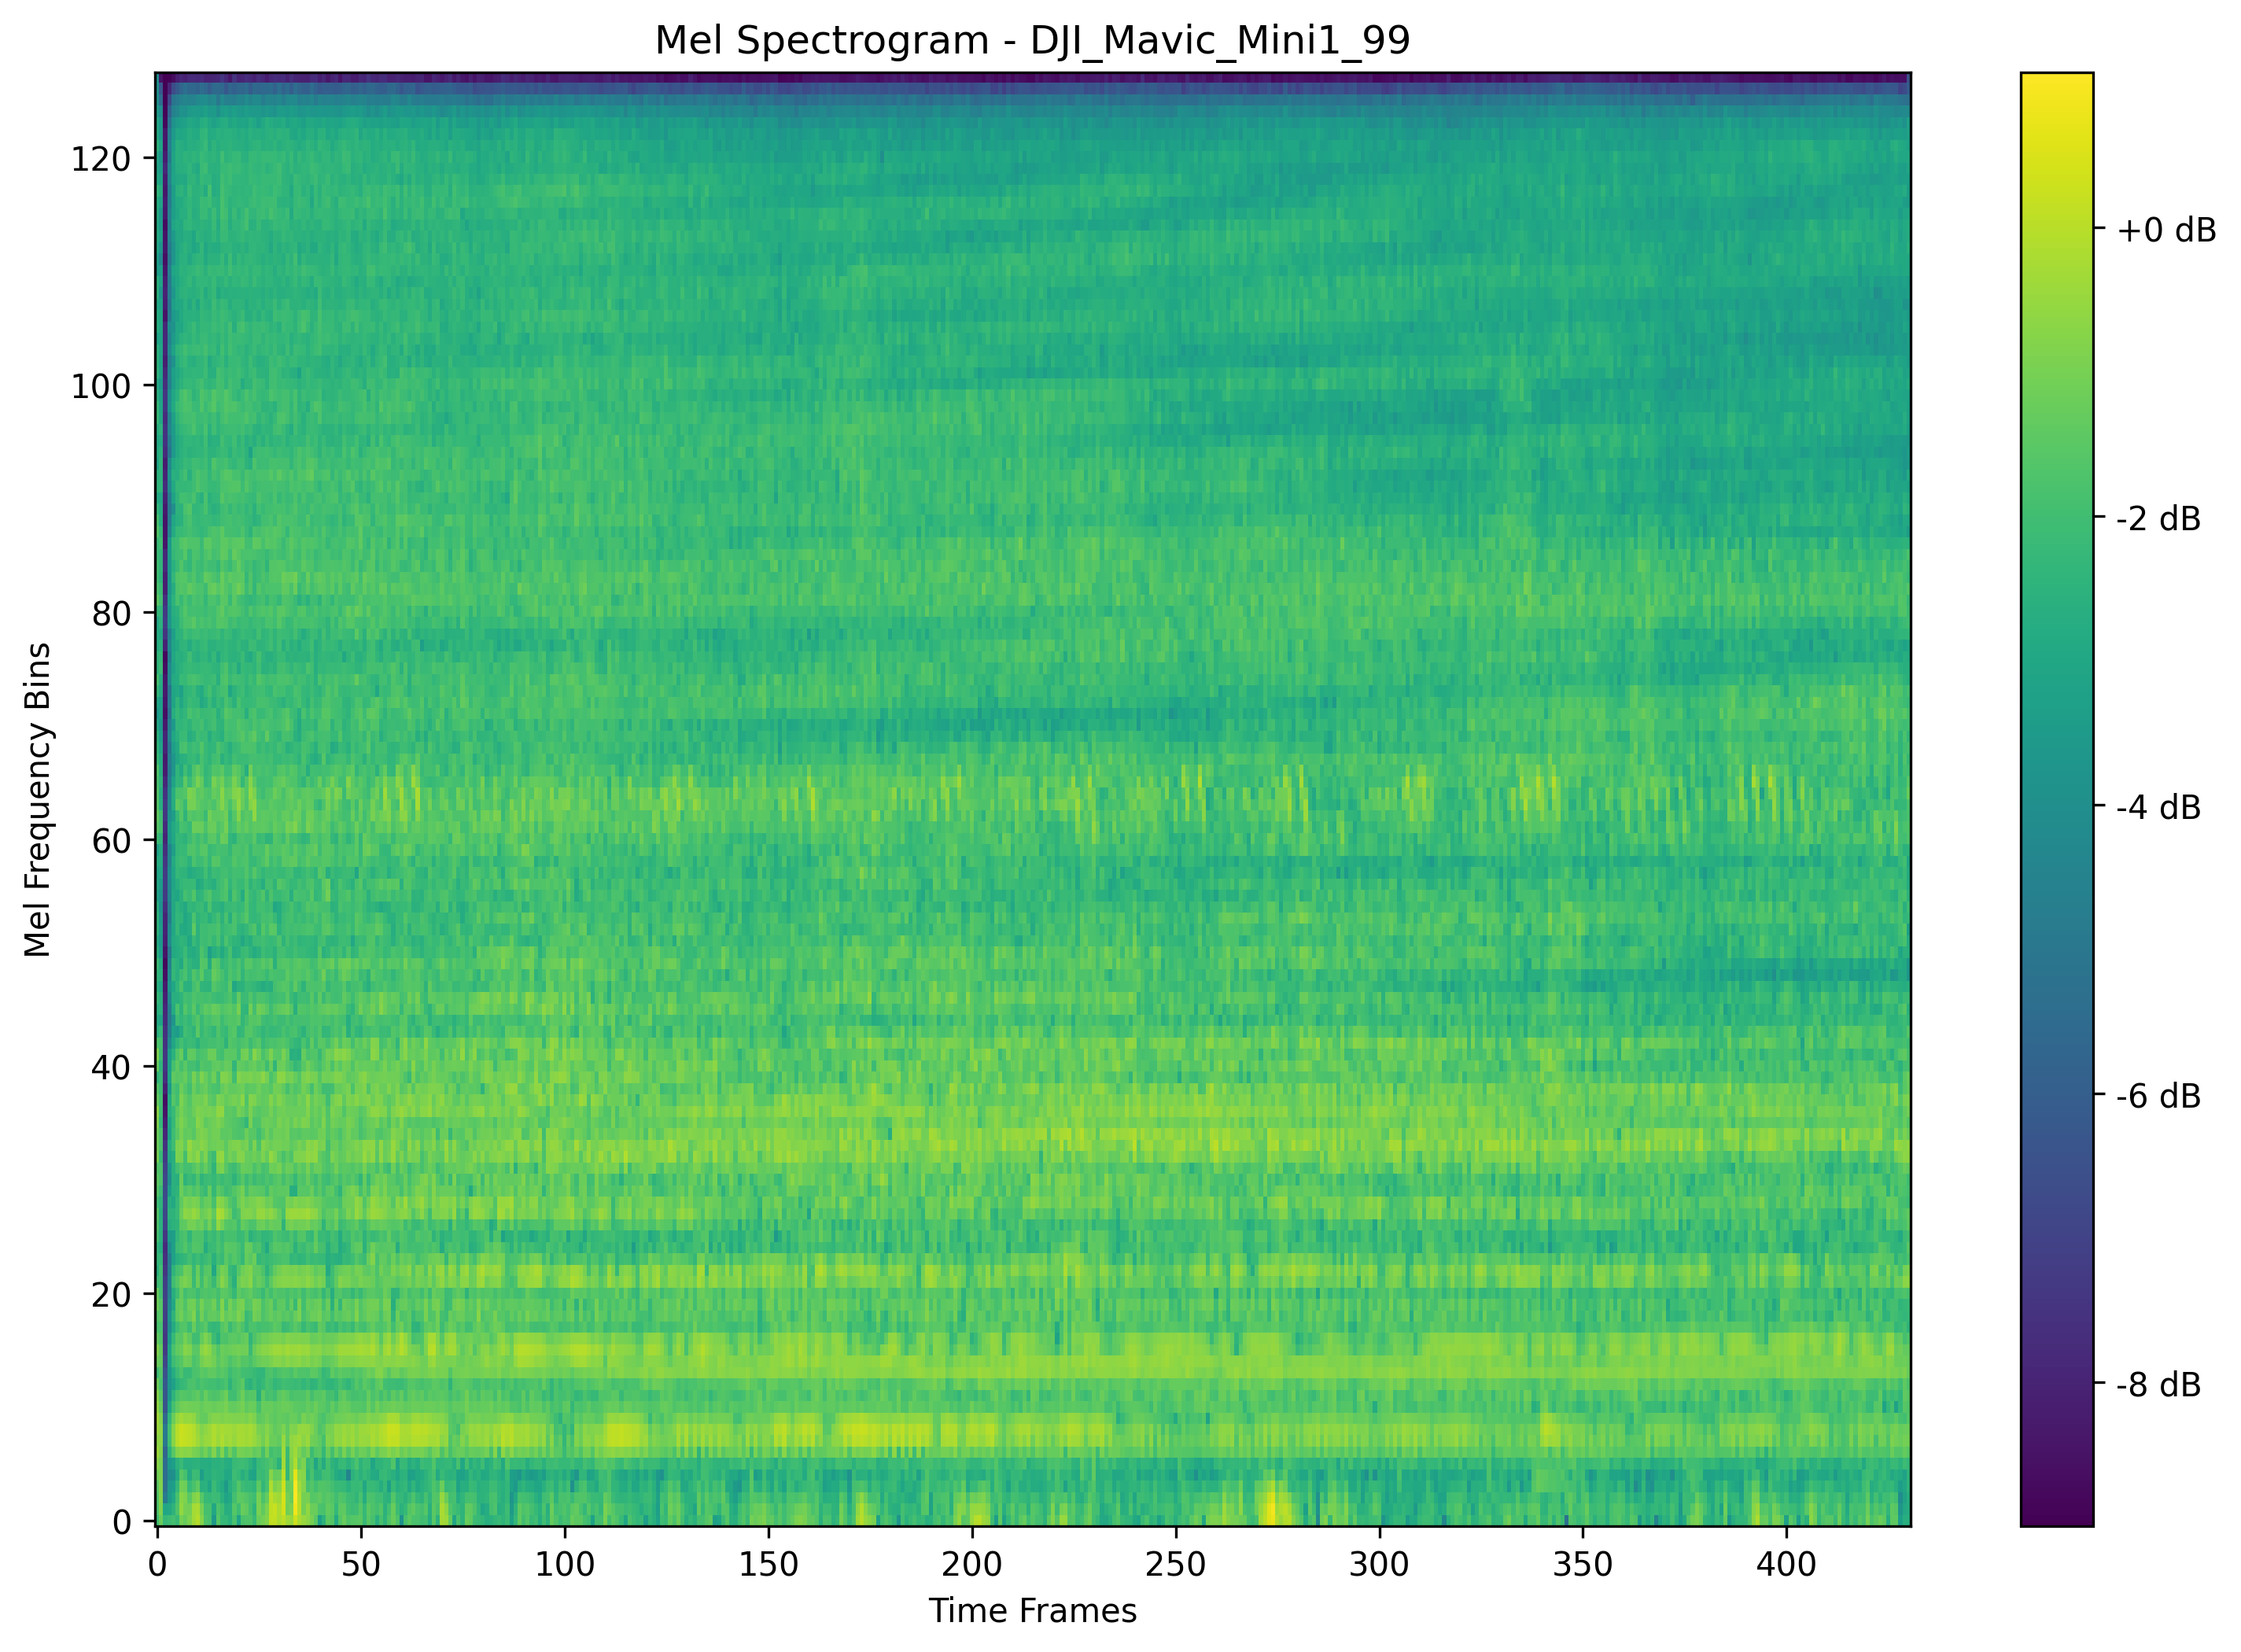 Mel Spectrogram - DJI_Mavic_Mini1_99
Mel Frequency Bins
120
100
80
60
40
20
0
0 50 100 150 200 250 300 350 400
Time Frames
+0 dB
-2 dB
-4 dB
-6 dB
-8 dB